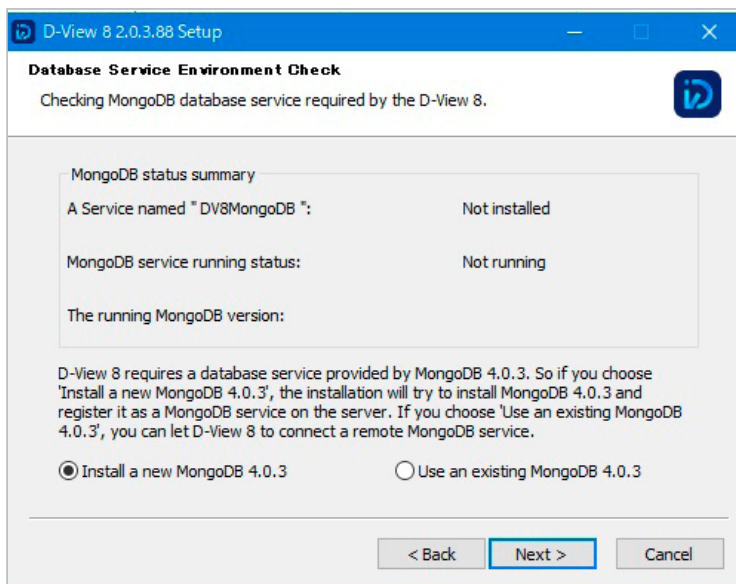 D-View 8 2.0.3.88 Setup
Database Service Environment Check
Checking MongoDB database service required by the D-View 8.
MongoDB status summary
A Service named " DV8MongoDB ": Not installed
MongoDB service running status: Not running
The running MongoDB version:
D-View 8 requires a database service provided by MongoDB 4.0.3. So if you choose
'Install a new MongoDB 4.0.3', the installation will try to install MongoDB 4.0.3 and
register it as a MongoDB service on the server. If you choose 'Use an existing MongoDB
4.0.3', you can let D-View 8 to connect a remote MongoDB service.
Install a new MongoDB 4.0.3 Use an existing MongoDB 4.0.3
< Back Next > Cancel